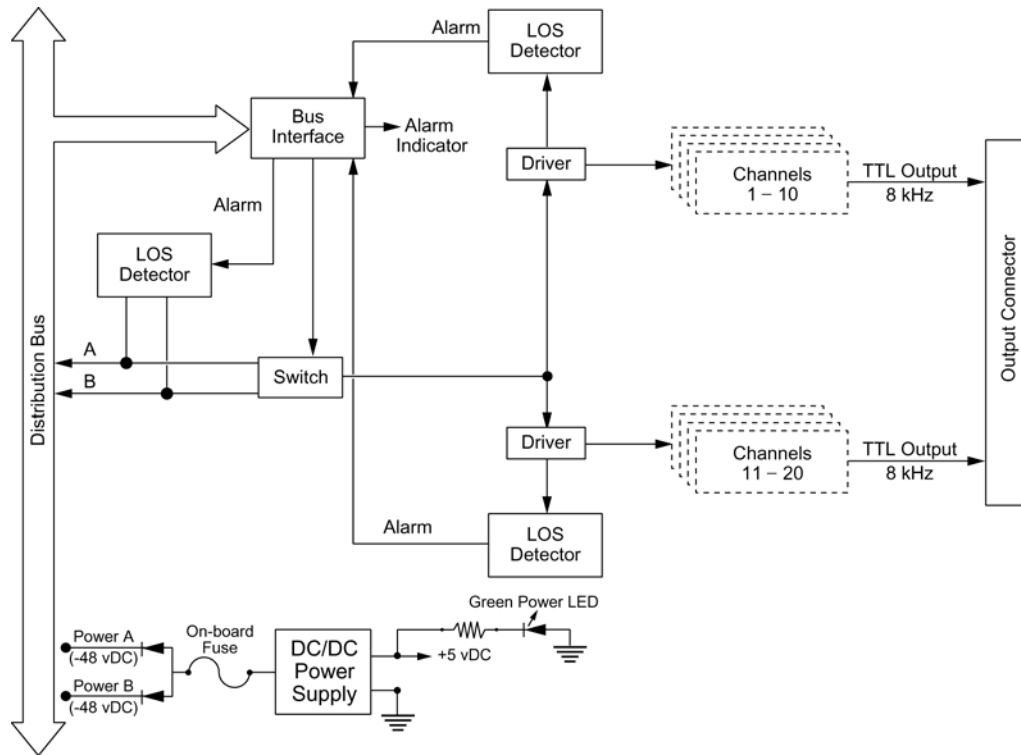 Alarm
LOS
Detector
Bus
Interface
Alarm
Indicator
Driver
Channels
1 – 10
TTL Output
8 kHz
Alarm
LOS
Detector
A
B
Switch
Distribution Bus
Output Connector
Driver
Channels
11 – 20
TTL Output
8 kHz
Alarm
LOS
Detector
Green Power LED
Power A
(-48 vDC)
On-board
Fuse
DC/DC
Power
Supply
+5 vDC
Power B
(-48 vDC)